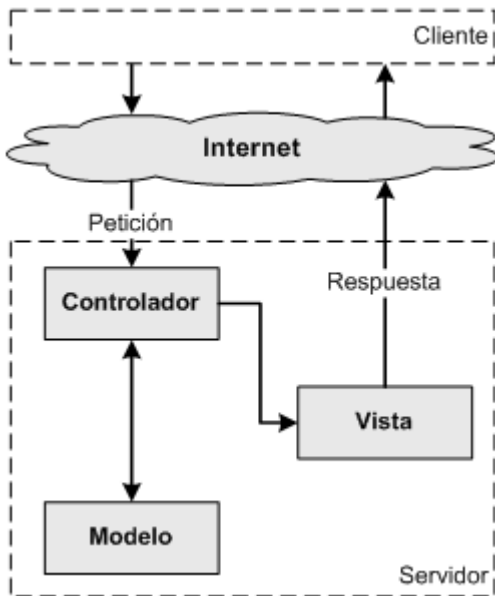 Cliente
Internet
Petición
Controlador
Respuesta
Vista
Modelo
Servidor